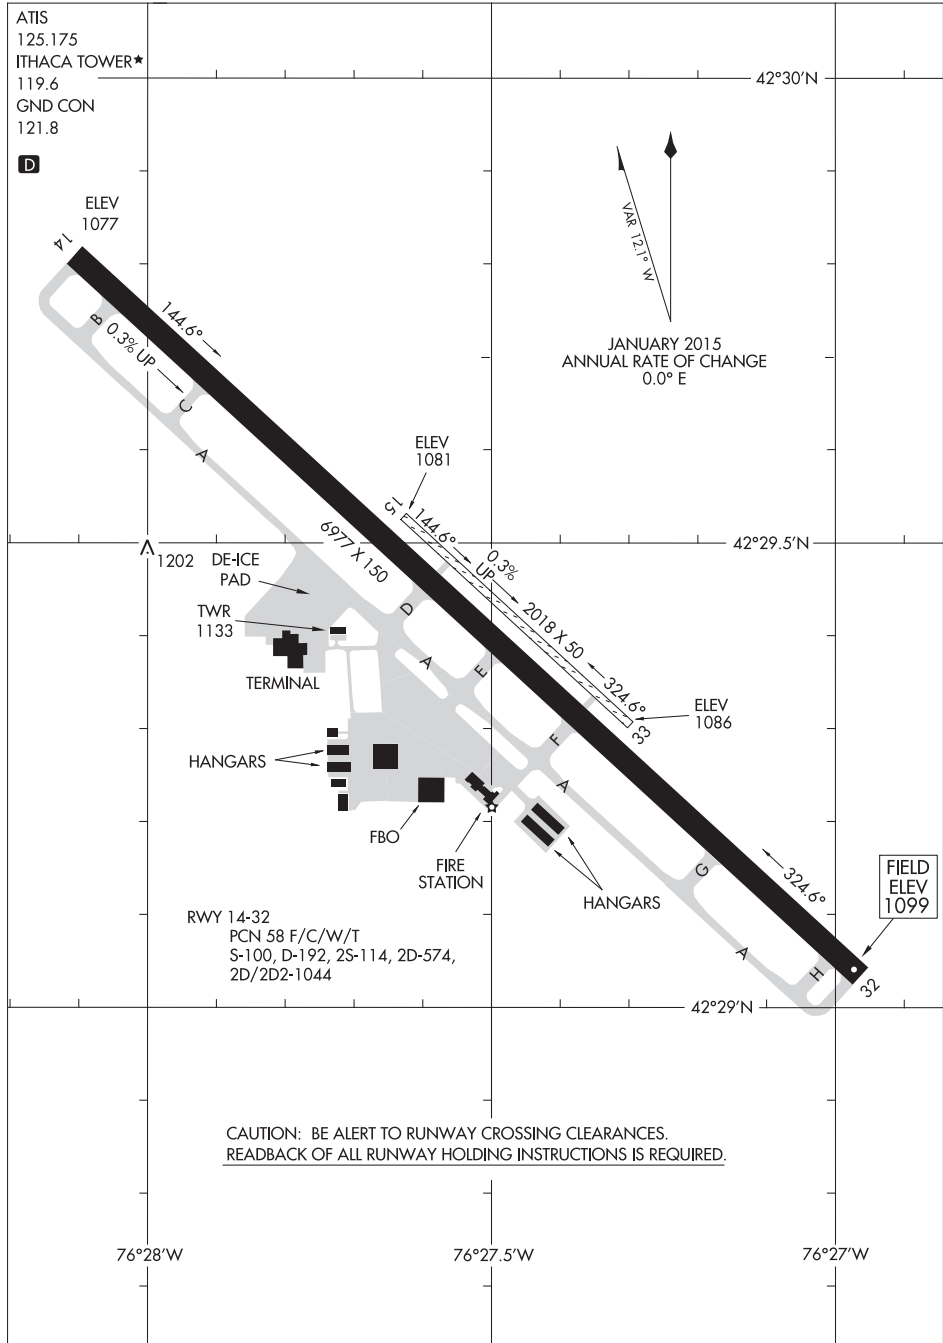 ATIS
125.175
ITHACA TOWER★
119.6
GND CON
121.8
D
42°30'N
VAR 12.1° W
JANUARY 2015
ANNUAL RATE OF CHANGE
0.0° E
ELEV
1077
14
144.6°
B
0.3% UP
C
A
6977 X 150
ELEV
1081
15
144.6°
0.3%
UP
2018 X 50
324.6°
33
ELEV
1086
42°29.5'N
1202
DE-ICE
PAD
TWR
1133
TERMINAL
D
A
E
F
A
HANGARS
FBO
FIRE
STATION
HANGARS
G
324.6°
A
H
32
FIELD
ELEV
1099
RWY 14-32
PCN 58 F/C/W/T
S-100, D-192, 2S-114, 2D-574,
2D/2D2-1044
42°29'N
CAUTION: BE ALERT TO RUNWAY CROSSING CLEARANCES.
READBACK OF ALL RUNWAY HOLDING INSTRUCTIONS IS REQUIRED.
76°28'W
76°27.5'W
76°27'W